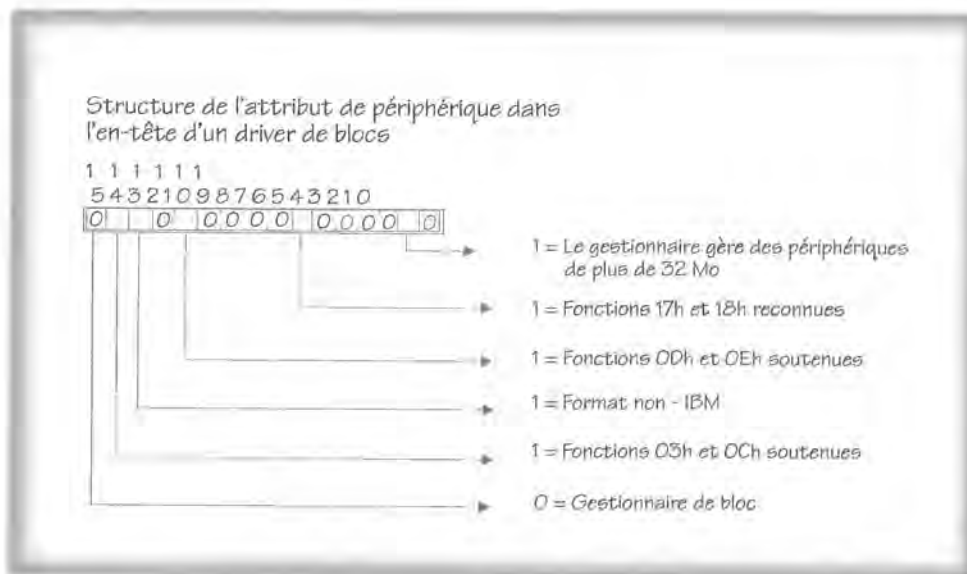 Structure de l'attribut de périphérique dans
l'en-tête d'un driver de blocs
1 1 1 1 1 1
5 4 3 2 1 0 9 8 7 6 5 4 3 2 1 0
0 0 0 0 0 0 0 0 0 0 0
1 = Le gestionnaire gère des périphériques
de plus de 32 Mo
1 = Fonctions 17h et 18h reconnues
1 = Fonctions 0Dh et 0Eh soutenues
1 = Format non - IBM
1 = Fonctions 03h et 0Ch soutenues
0 = Gestionnaire de bloc